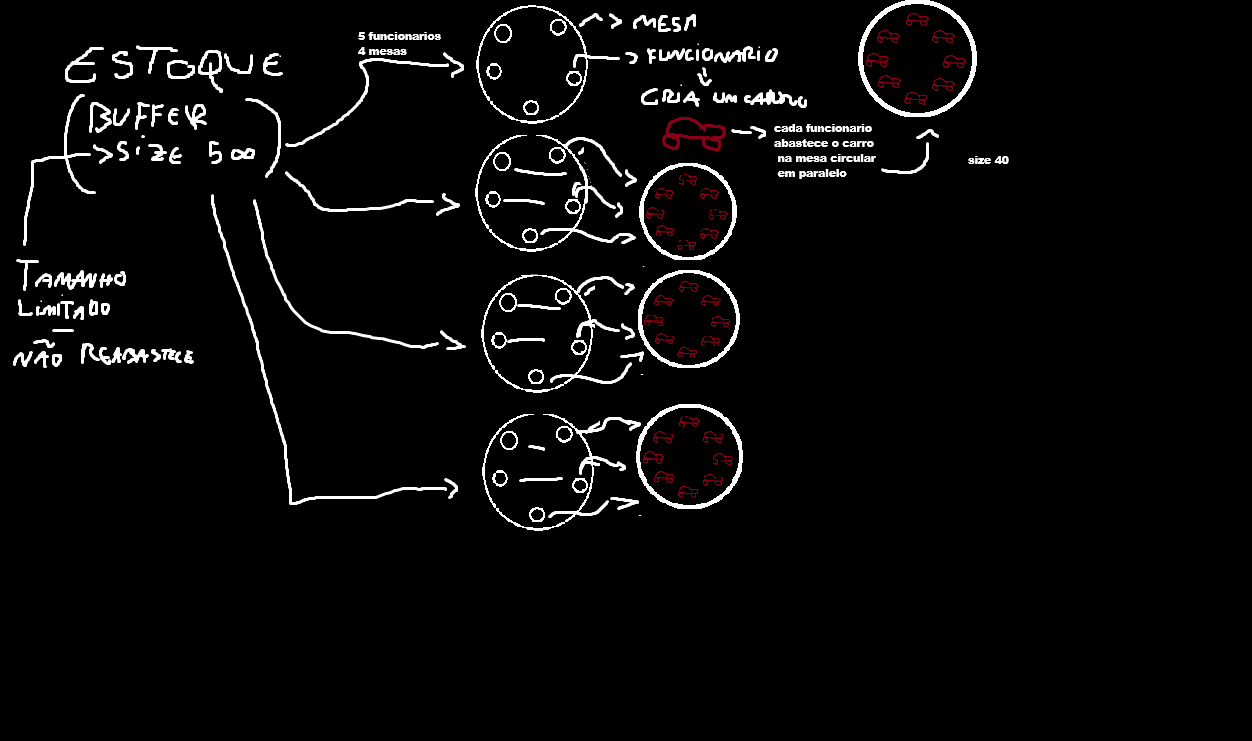 ESTOQUE
BUFFER
SIZE 500
TAMANHO
LIMITADO
NÃO REABASTECE
5 funcionarios
4 mesas
MESA
FUNCIONARIO
CRIA UM CARRO
cada funcionario
abastece o carro
na mesa circular
em paralelo
size 40